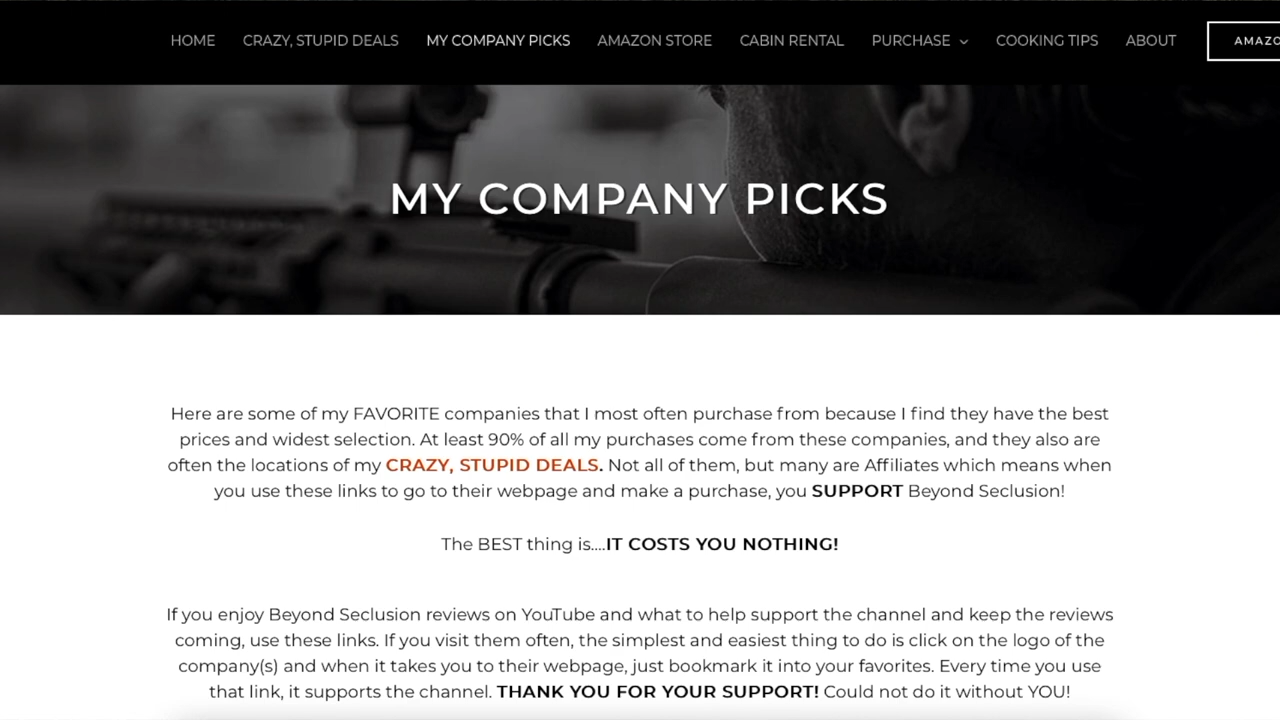 HOME CRAZY, STUPID DEALS MY COMPANY PICKS AMAZON STORE CABIN RENTAL PURCHASE COOKING TIPS ABOUT
MY COMPANY PICKS
Here are some of my FAVORITE companies that I most often purchase from because I find they have the best
prices and widest selection. At least 90% of all my purchases come from these companies, and they also are
often the locations of my CRAZY, STUPID DEALS. Not all of them, but many are Affiliates which means when
you use these links to go to their webpage and make a purchase, you SUPPORT Beyond Seclusion!
The BEST thing is....IT COSTS YOU NOTHING!
If you enjoy Beyond Seclusion reviews on YouTube and what to help support the channel and keep the reviews
coming, use these links. If you visit them often, the simplest and easiest thing to do is click on the logo of the
company(s) and when it takes you to their webpage, just bookmark it into your favorites. Every time you use
that link, it supports the channel. THANK YOU FOR YOUR SUPPORT! Could not do it without YOU!